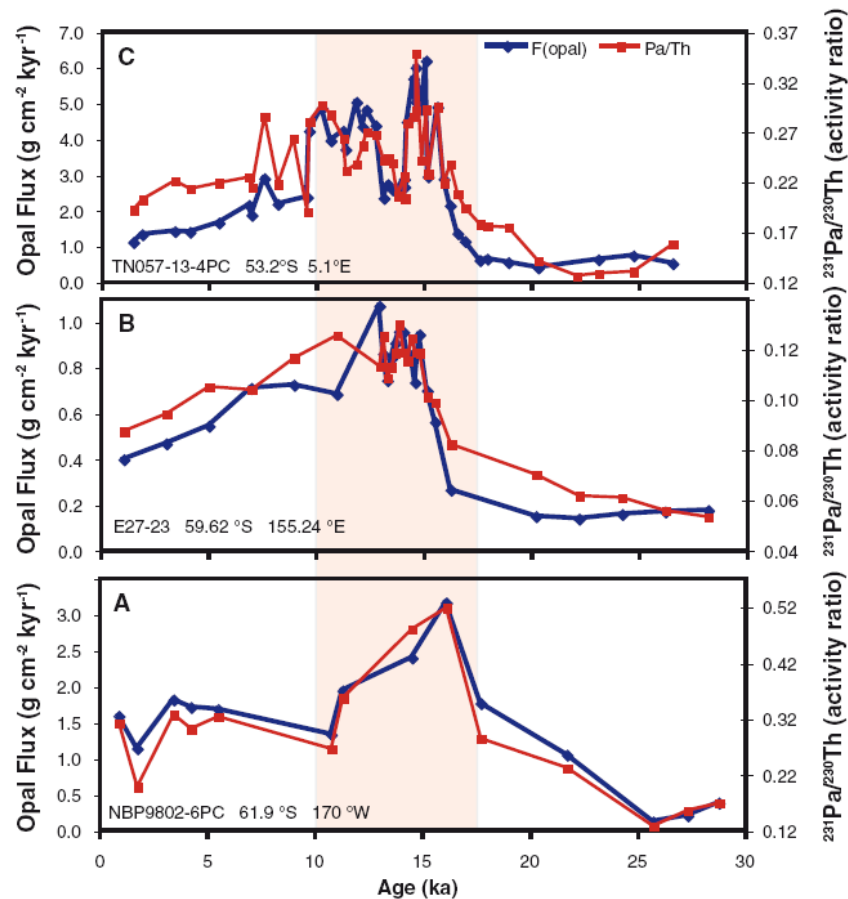 C
F(opal) Pa/Th
7.0
6.0
5.0
4.0
3.0
2.0
1.0
0.0
Opal Flux (g cm⁻² kyr⁻¹)
0.37
0.32
0.27
0.22
0.17
0.12
²³¹Pa/²³⁰Th (activity ratio)
TN057-13-4PC 53.2°S 5.1°E
B
1.0
0.8
0.6
0.4
0.2
0.0
Opal Flux (g cm⁻² kyr⁻¹)
0.12
0.10
0.08
0.06
0.04
²³¹Pa/²³⁰Th (activity ratio)
E27-23 59.62 °S 155.24 °E
A
3.0
2.5
2.0
1.5
1.0
0.5
0.0
Opal Flux (g cm⁻² kyr⁻¹)
0.52
0.42
0.32
0.22
0.12
²³¹Pa/²³⁰Th (activity ratio)
NBP9802-6PC 61.9 °S 170 °W
0 5 10 15 20 25 30
Age (ka)